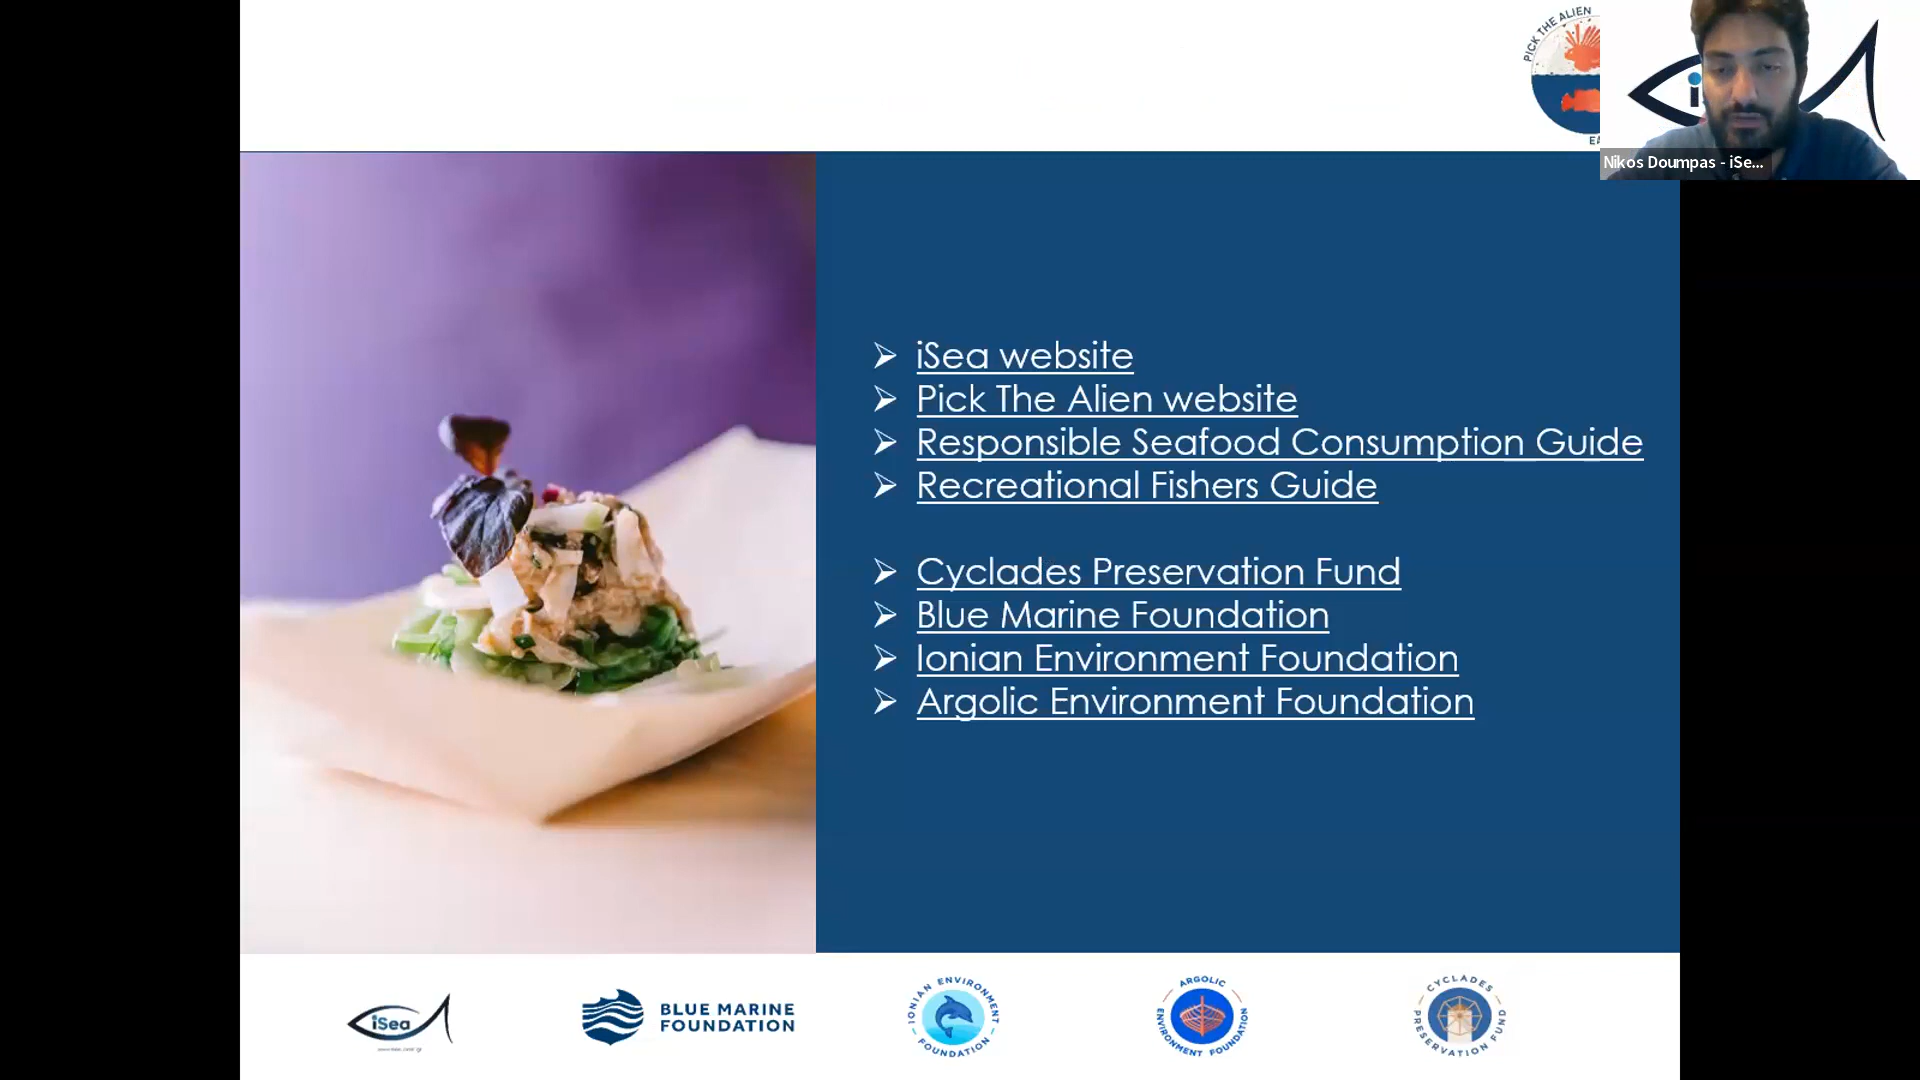 PICK THE ALIEN
EA
Nikos Doumpas - iSe...
➢ iSea website
➢ Pick The Alien website
➢ Responsible Seafood Consumption Guide
➢ Recreational Fishers Guide
➢ Cyclades Preservation Fund
➢ Blue Marine Foundation
➢ Ionian Environment Foundation
➢ Argolic Environment Foundation
iSea
BLUE MARINE
FOUNDATION
IONIAN ENVIRONMENT
FOUNDATION
ARGOLIC
ENVIRONMENT FOUNDATION
CYCLADES
PRESERVATION FUND